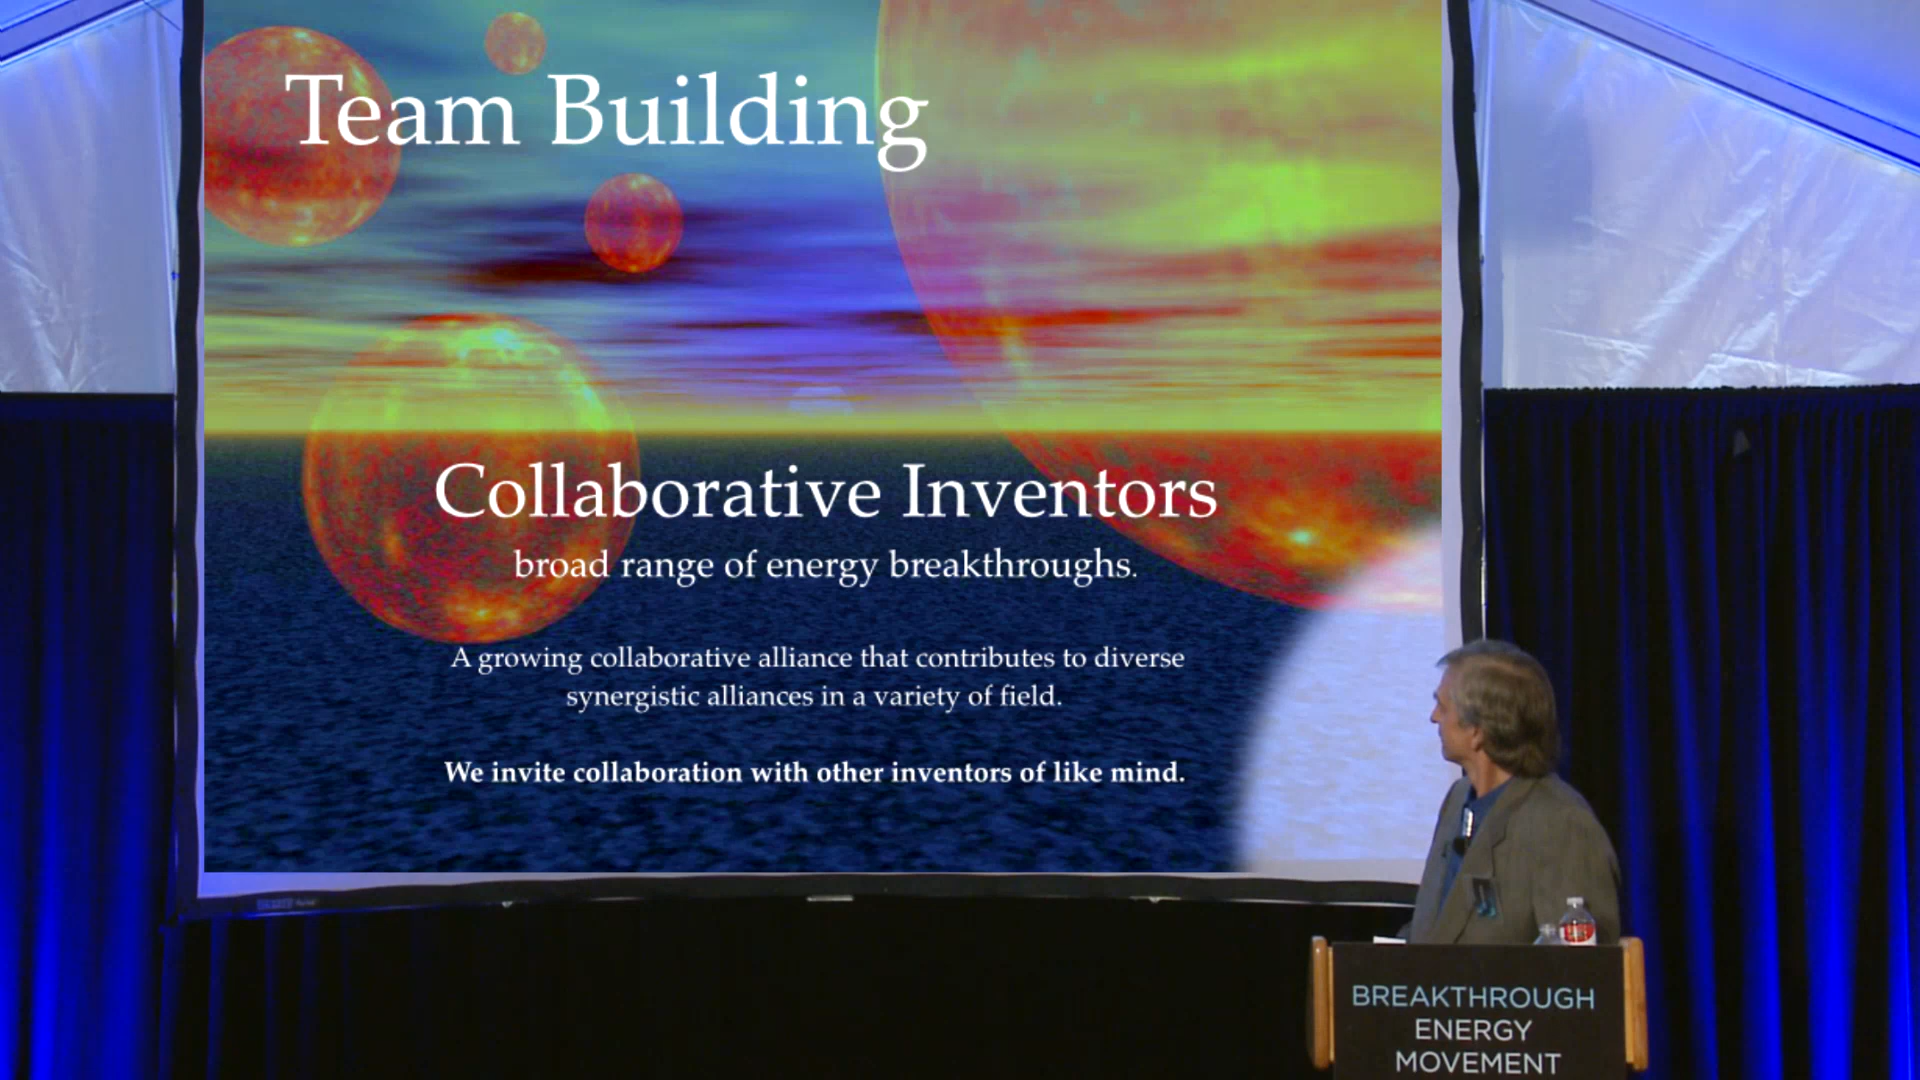 Team Building
Collaborative Inventors
broad range of energy breakthroughs.
A growing collaborative alliance that contributes to diverse
synergistic alliances in a variety of field.
We invite collaboration with other inventors of like mind.
BREAKTHROUGH
ENERGY
MOVEMENT